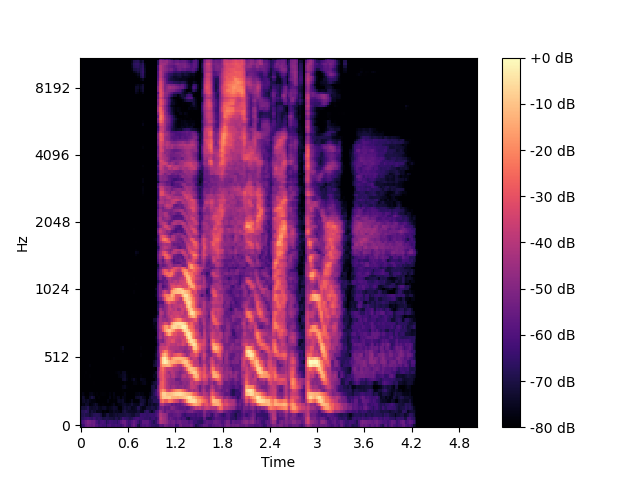 8192
4096
2048
1024
512
0
Hz
0 0.6 1.2 1.8 2.4 3 3.6 4.2 4.8
Time
+0 dB
-10 dB
-20 dB
-30 dB
-40 dB
-50 dB
-60 dB
-70 dB
-80 dB